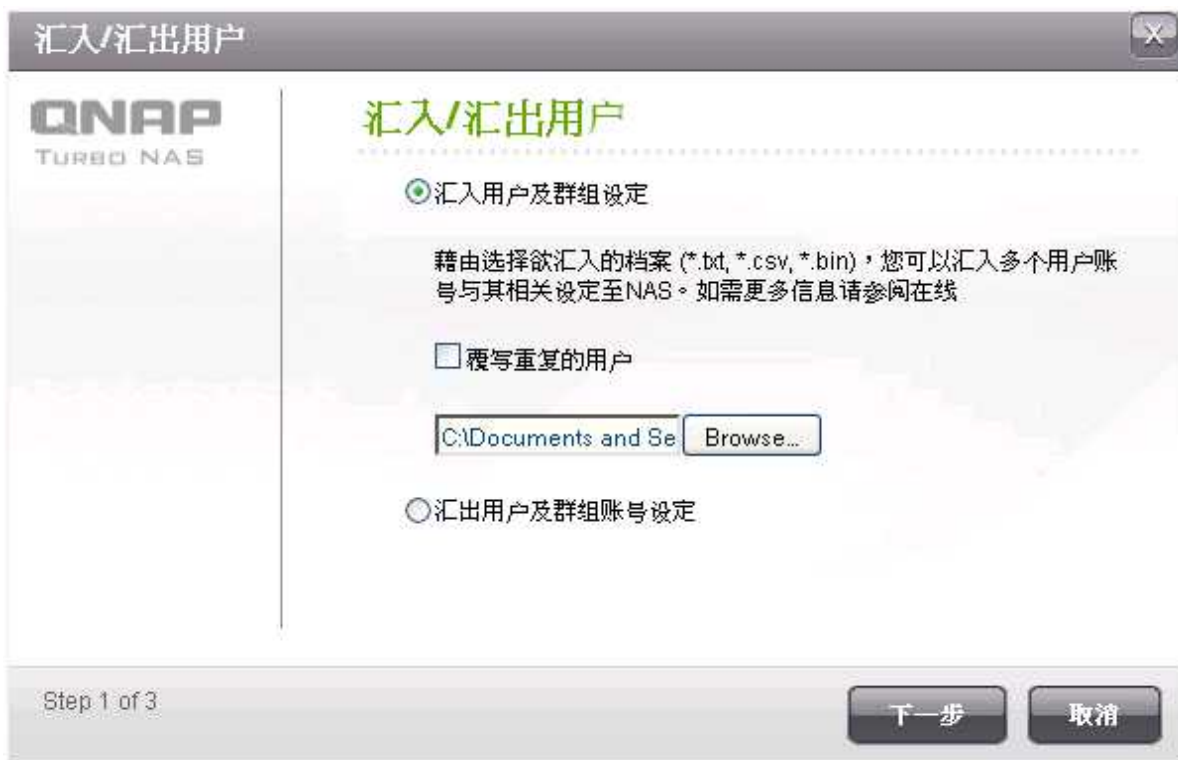 汇入/汇出用户
X
QNAP
TURBO NAS
汇入/汇出用户
汇入用户及群组设定
藉由选择欲汇入的档案 (*.txt, *.csv, *.bin)，您可以汇入多个用户账
号与其相关设定至NAS。如需更多信息请参阅在线
覆写重复的用户
C:\Documents and Se Browse...
汇出用户及群组账号设定
Step 1 of 3
下一步 取消